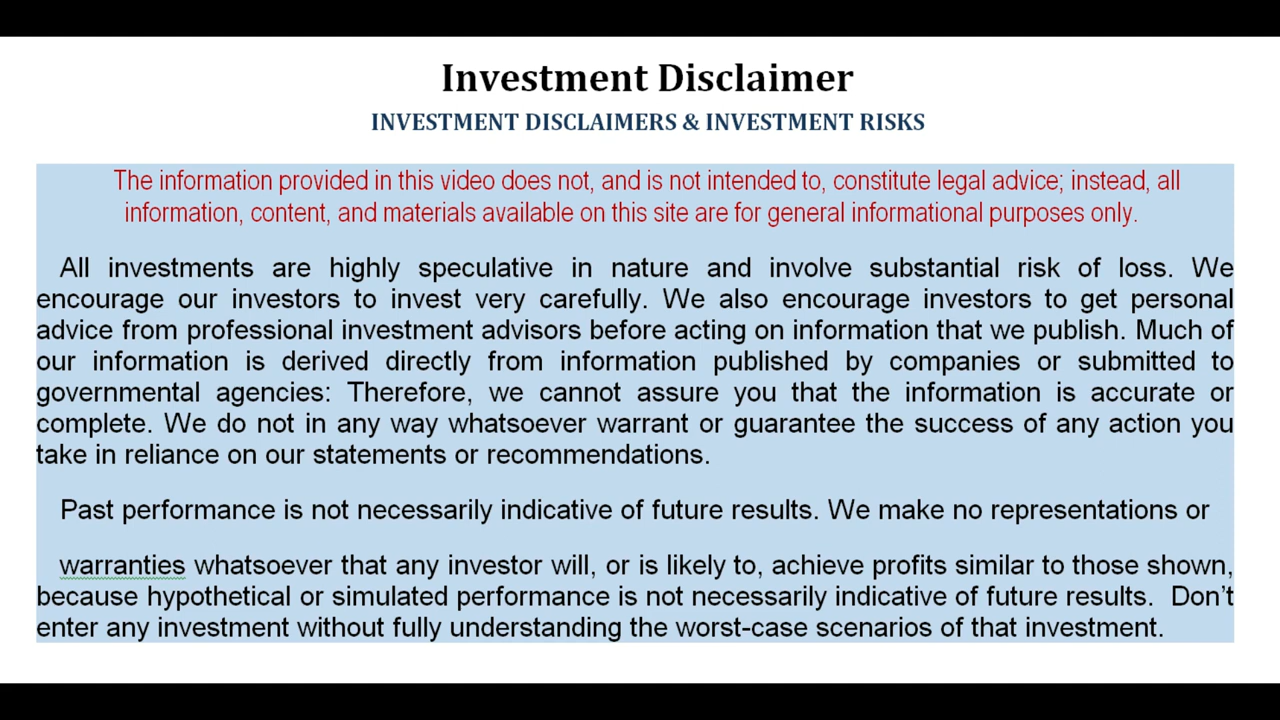 Investment Disclaimer
INVESTMENT DISCLAIMERS & INVESTMENT RISKS
The information provided in this video does not, and is not intended to, constitute legal advice; instead, all
information, content, and materials available on this site are for general informational purposes only.
All investments are highly speculative in nature and involve substantial risk of loss. We
encourage our investors to invest very carefully. We also encourage investors to get personal
advice from professional investment advisors before acting on information that we publish. Much of
our information is derived directly from information published by companies or submitted to
governmental agencies: Therefore, we cannot assure you that the information is accurate or
complete. We do not in any way whatsoever warrant or guarantee the success of any action you
take in reliance on our statements or recommendations.
Past performance is not necessarily indicative of future results. We make no representations or
warranties whatsoever that any investor will, or is likely to, achieve profits similar to those shown,
because hypothetical or simulated performance is not necessarily indicative of future results. Don’t
enter any investment without fully understanding the worst-case scenarios of that investment.